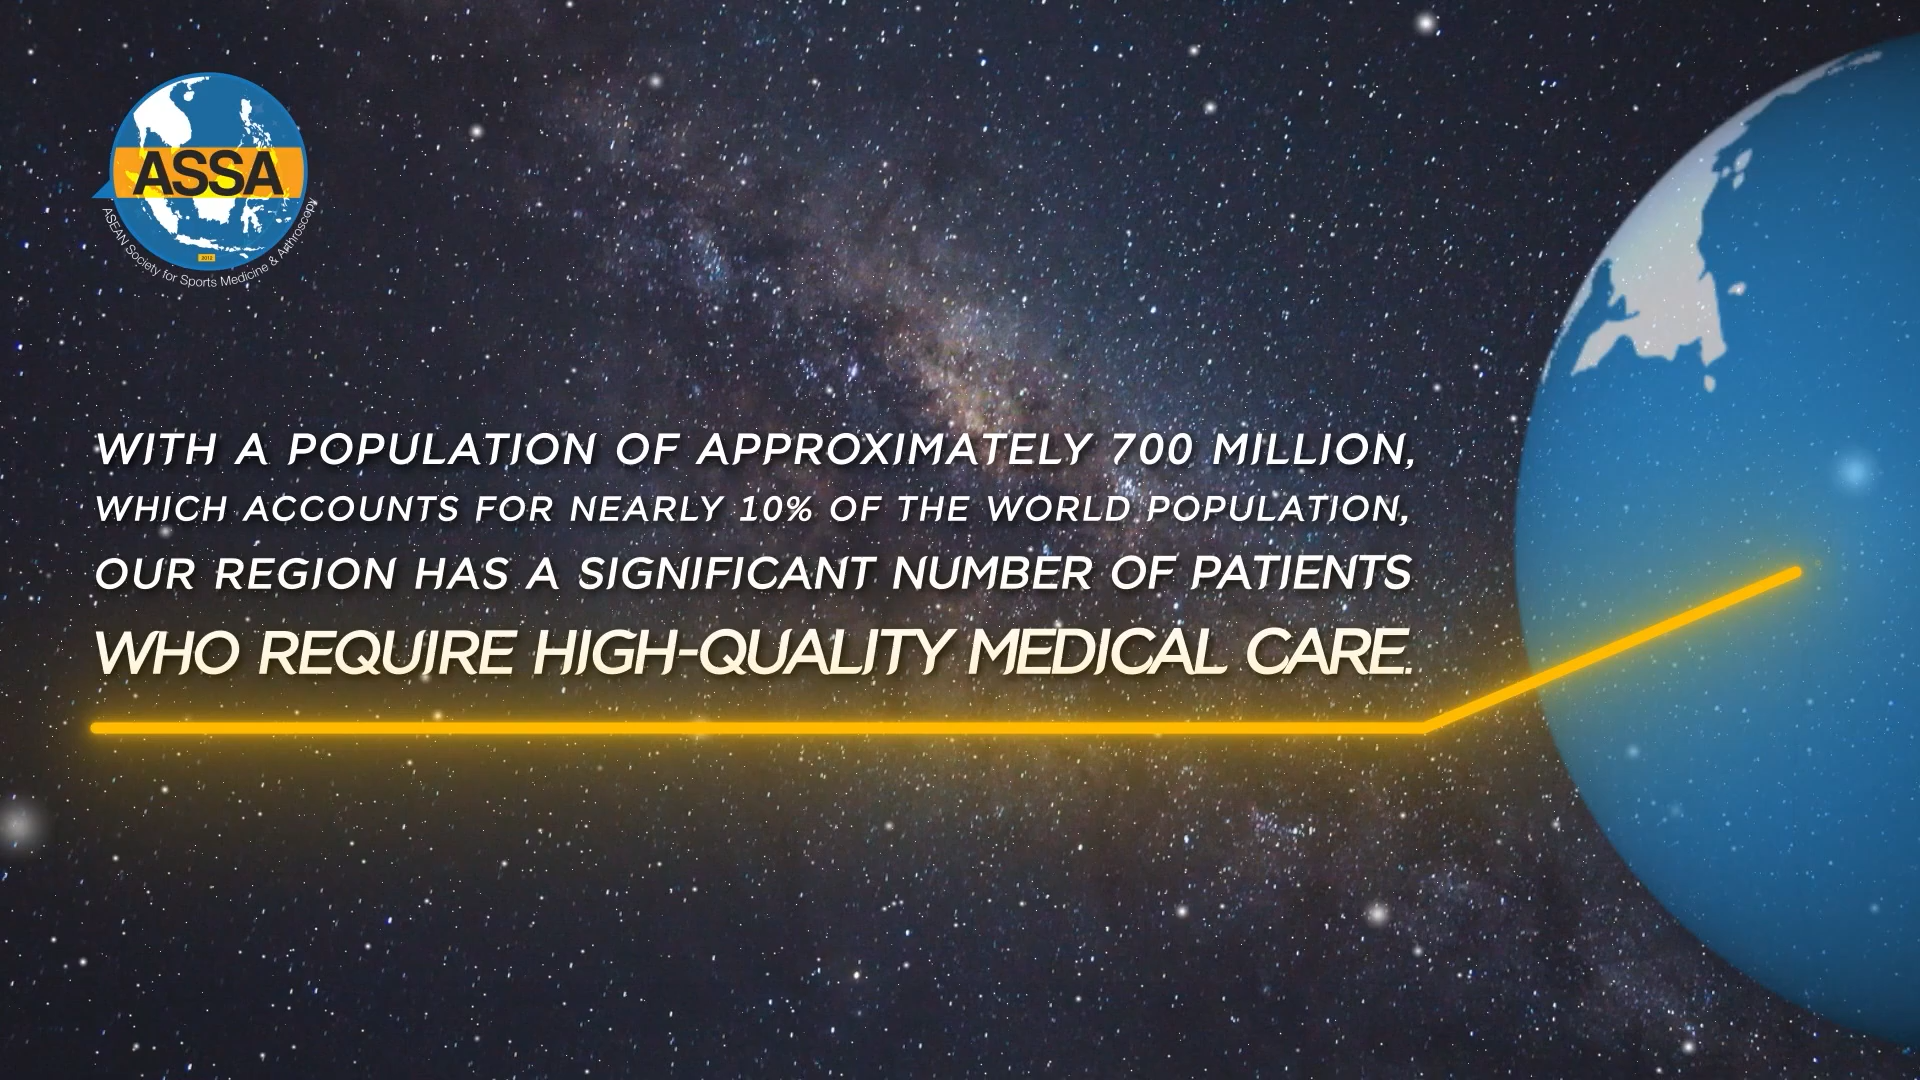 ASSA
2012
ASEAN Society for Sports Medicine & Arthroscopy
WITH A POPULATION OF APPROXIMATELY 700 MILLION,
WHICH ACCOUNTS FOR NEARLY 10% OF THE WORLD POPULATION,
OUR REGION HAS A SIGNIFICANT NUMBER OF PATIENTS
WHO REQUIRE HIGH-QUALITY MEDICAL CARE.